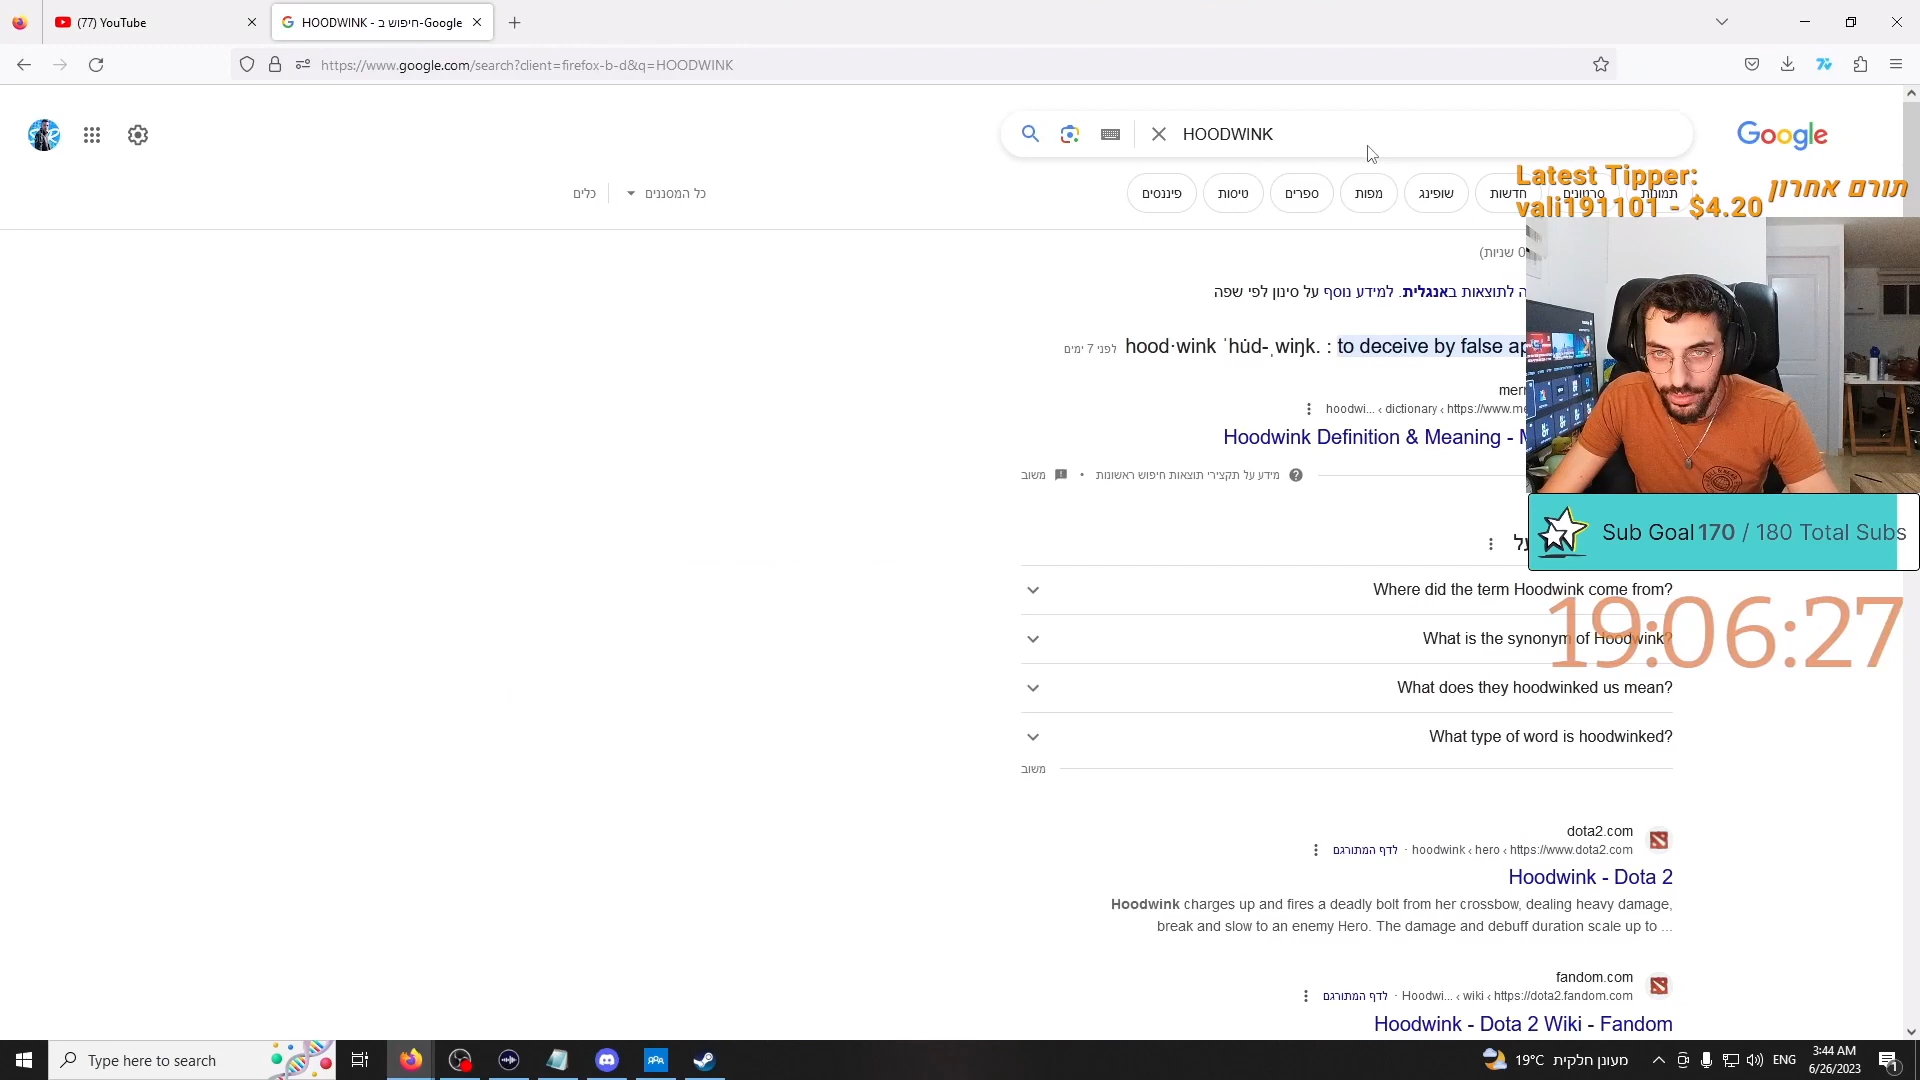 (77) YouTube
HOODWINK - חיפוש ב-Google
https://www.google.com/search?client=firefox-b-d&q=HOODWINK
HOODWINK
Google
תמונות
סרטונים
חדשות
שופינג
מפות
ספרים
טיסות
פיננסים
כל המסננים
כלים
Latest Tipper:
vali191101 - $4.20
תורם אחרון
0 שניות)
לתוצאות באנגלית. למידע נוסף על סינון לפי שפה
hood·wink ˈhu̇d-ˌwiŋk. : to deceive by false
לפני 7 ימים
hoodwi... ‹ dictionary ‹ https://www.me
Hoodwink Definition & Meaning -
מידע על תקצירי תוצאות חיפוש ראשונות
•
משוב
Sub Goal 170 / 180 Total Subs
Where did the term Hoodwink come from?
19:06:27
What is the synonym of Hoodwink?
What does they hoodwinked us mean?
What type of word is hoodwinked?
משוב
dota2.com
https://www.dota2.com › hero › hoodwink · לדף המתורגם
Hoodwink - Dota 2
Hoodwink charges up and fires a deadly bolt from her crossbow, dealing heavy damage,
break and slow to an enemy Hero. The damage and debuff duration scale up to ...
fandom.com
https://dota2.fandom.com › wiki › Hoodwi... · לדף המתורגם
Hoodwink - Dota 2 Wiki - Fandom
Type here to search
19°C מעונן חלקית
ENG
3:44 AM
6/26/2023
1